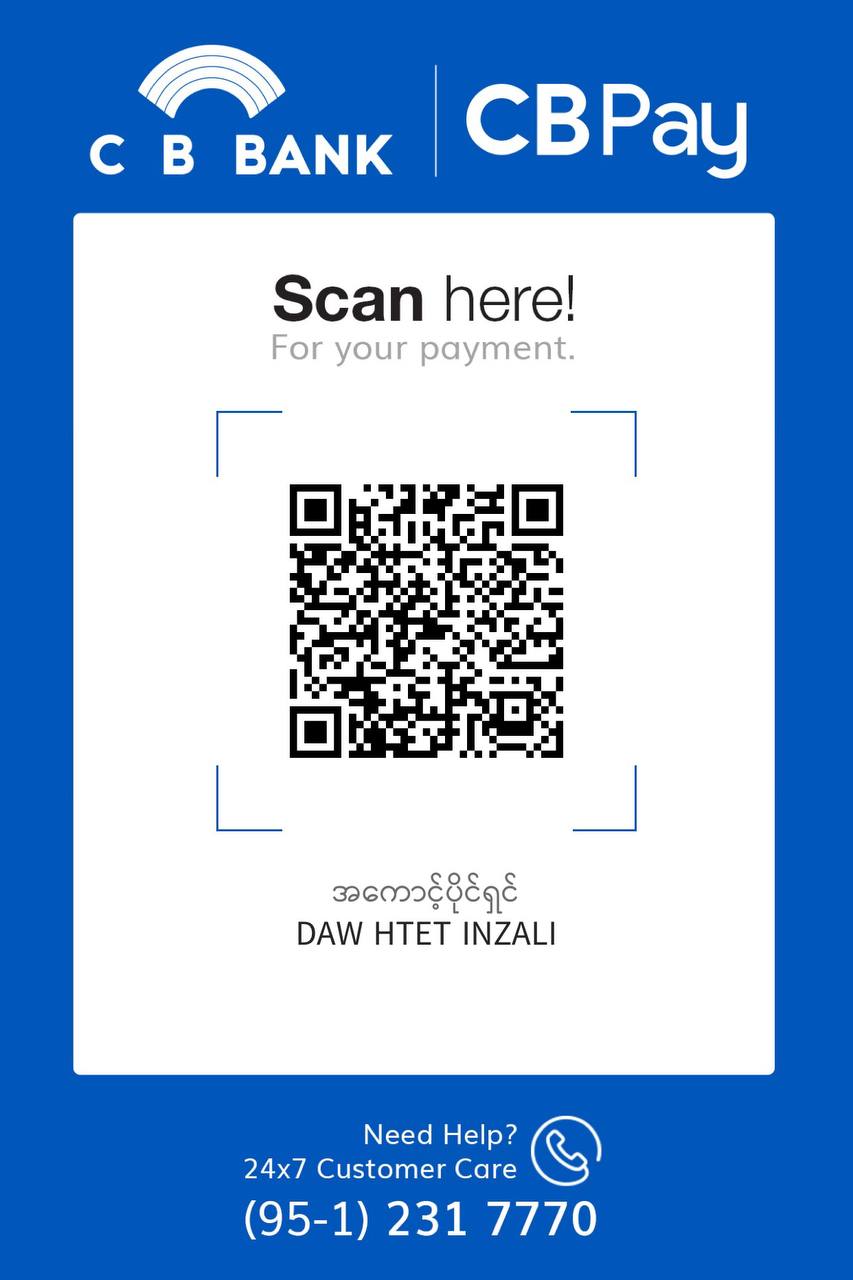 C B BANK
CBPay
Scan here!
For your payment.
အကောင့်ပိုင်ရှင်
DAW HTET INZALI
Need Help?
24x7 Customer Care
(95-1) 231 7770